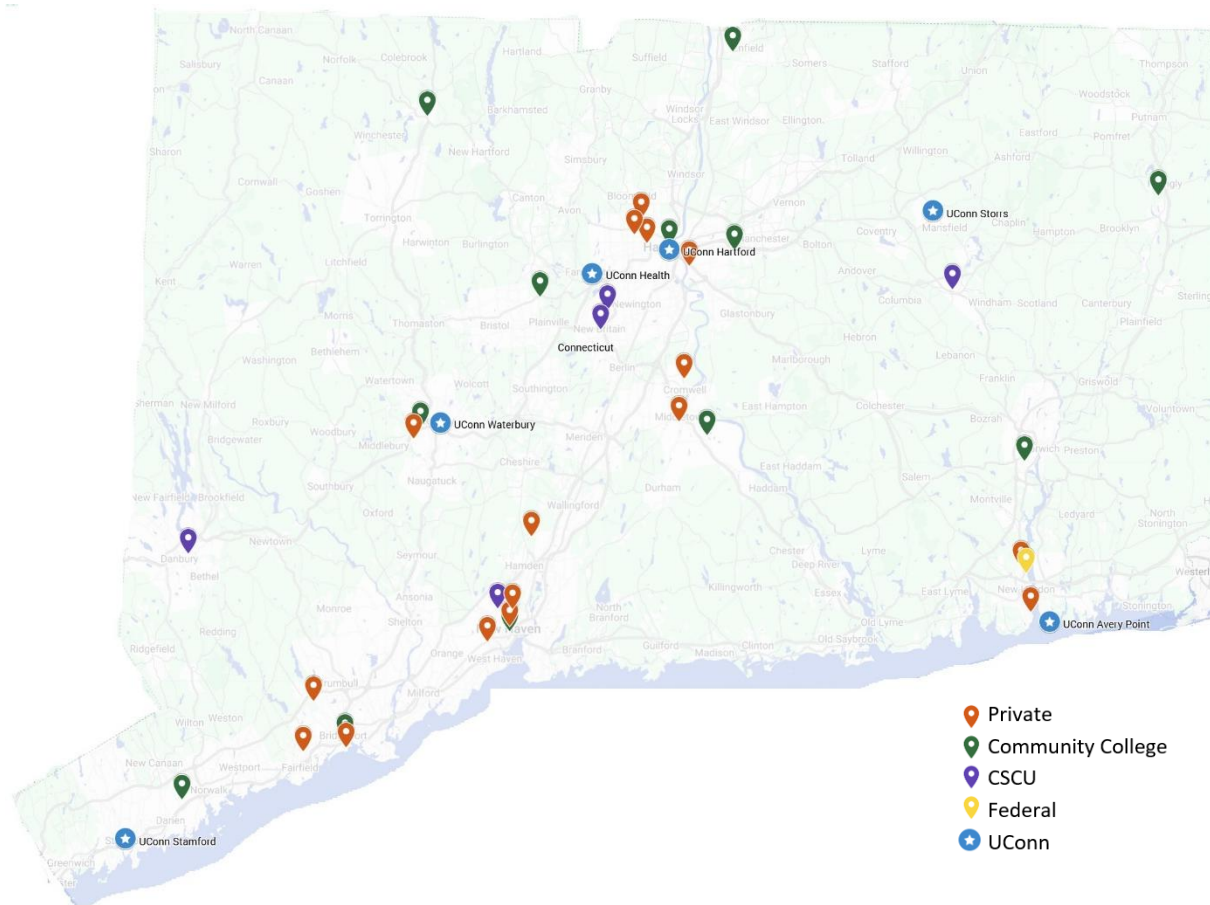 North Canaan
Colebrook
Hartland
Suffield
Enfield
Somers
Stafford
Union
Thompson
Salisbury
Norfolk
Canaan
Granby
Woodstock
Barkhamsted
Windsor
Locks
East Windsor
Ellington
Eastford
Putnam
Winchester
Pomfret
Sharon
New Hartford
Simsbury
Windsor
Tolland
Willington
Ashford
Cornwall
Goshen
Canton
Avon
Vernon
Torrington
UConn Storrs
Mansfield
Chaplin
Hampton
Brooklyn
Coventry
Harwinton
Burlington
Manchester
Bolton
UConn Hartford
Warren
Litchfield
UConn Health
Andover
Kent
Newington
Columbia
Windham
Scotland
Canterbury
Sterling
Morris
Thomaston
Bristol
Plainville
New Britain
Glastonbury
Plainfield
Hebron
Connecticut
Washington
Bethlehem
Berlin
Marlborough
Lebanon
Watertown
Wolcott
Southington
Cromwell
Franklin
Griswold
Sherman
New Milford
Roxbury
Woodbury
UConn Waterbury
East Hampton
Colchester
Bozrah
Voluntown
Bridgewater
Middlebury
Meriden
Preston
Cheshire
East Haddam
Salem
Naugatuck
Southbury
Durham
Haddam
Montville
New Fairfield
Brookfield
Oxford
Wallingford
Ledyard
North
Stonington
Newtown
Danbury
Seymour
Chester
Lyme
Bethel
Hamden
Deep River
Ansonia
Killingworth
Essex
East Lyme
Monroe
North
Branford
Stonington
Shelton
UConn Avery Point
Redding
Old Lyme
Ridgefield
Orange
West Haven
Branford
Guilford
Madison
Clinton
Old Saybrook
Trumbull
Milford
Wilton
Weston
Private
Community College
New Canaan
Westport
Fairfield
CSCU
Norwalk
Federal
Darien
UConn Stamford
UConn
Greenwich